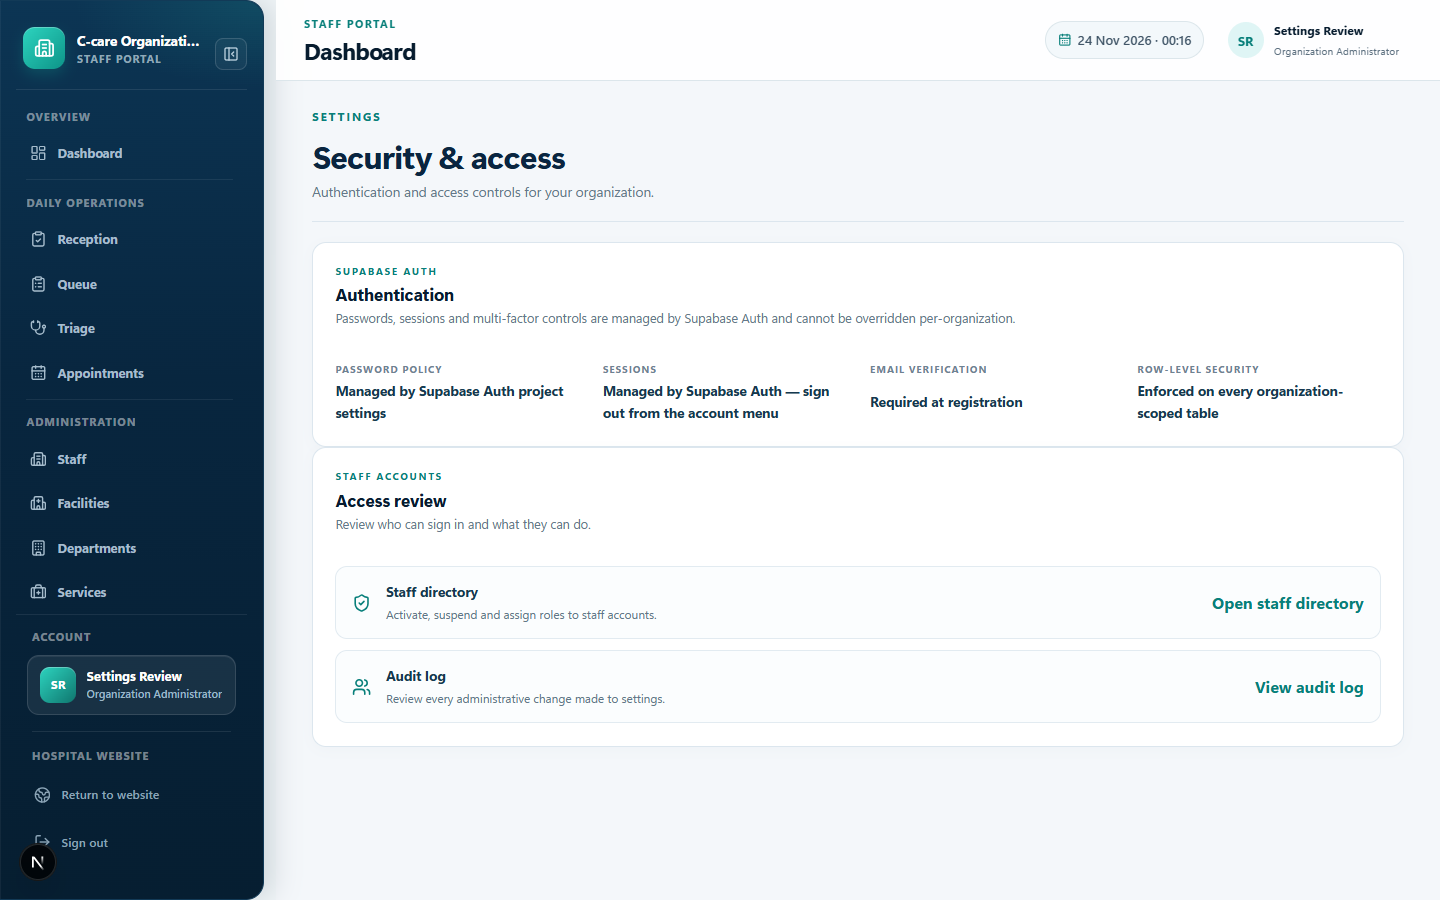 C-care Organizati...
STAFF PORTAL
OVERVIEW
Dashboard
DAILY OPERATIONS
Reception
Queue
Triage
Appointments
ADMINISTRATION
Staff
Facilities
Departments
Services
ACCOUNT
SR
Settings Review
Organization Administrator
HOSPITAL WEBSITE
Return to website
Sign out
N
STAFF PORTAL
Dashboard
24 Nov 2026 · 00:16
SR
Settings Review
Organization Administrator
SETTINGS
Security & access
Authentication and access controls for your organization.
SUPABASE AUTH
Authentication
Passwords, sessions and multi-factor controls are managed by Supabase Auth and cannot be overridden per-organization.
PASSWORD POLICY
Managed by Supabase Auth project
settings
SESSIONS
Managed by Supabase Auth — sign
out from the account menu
EMAIL VERIFICATION
Required at registration
ROW-LEVEL SECURITY
Enforced on every organization-
scoped table
STAFF ACCOUNTS
Access review
Review who can sign in and what they can do.
Staff directory
Activate, suspend and assign roles to staff accounts.
Open staff directory
Audit log
Review every administrative change made to settings.
View audit log